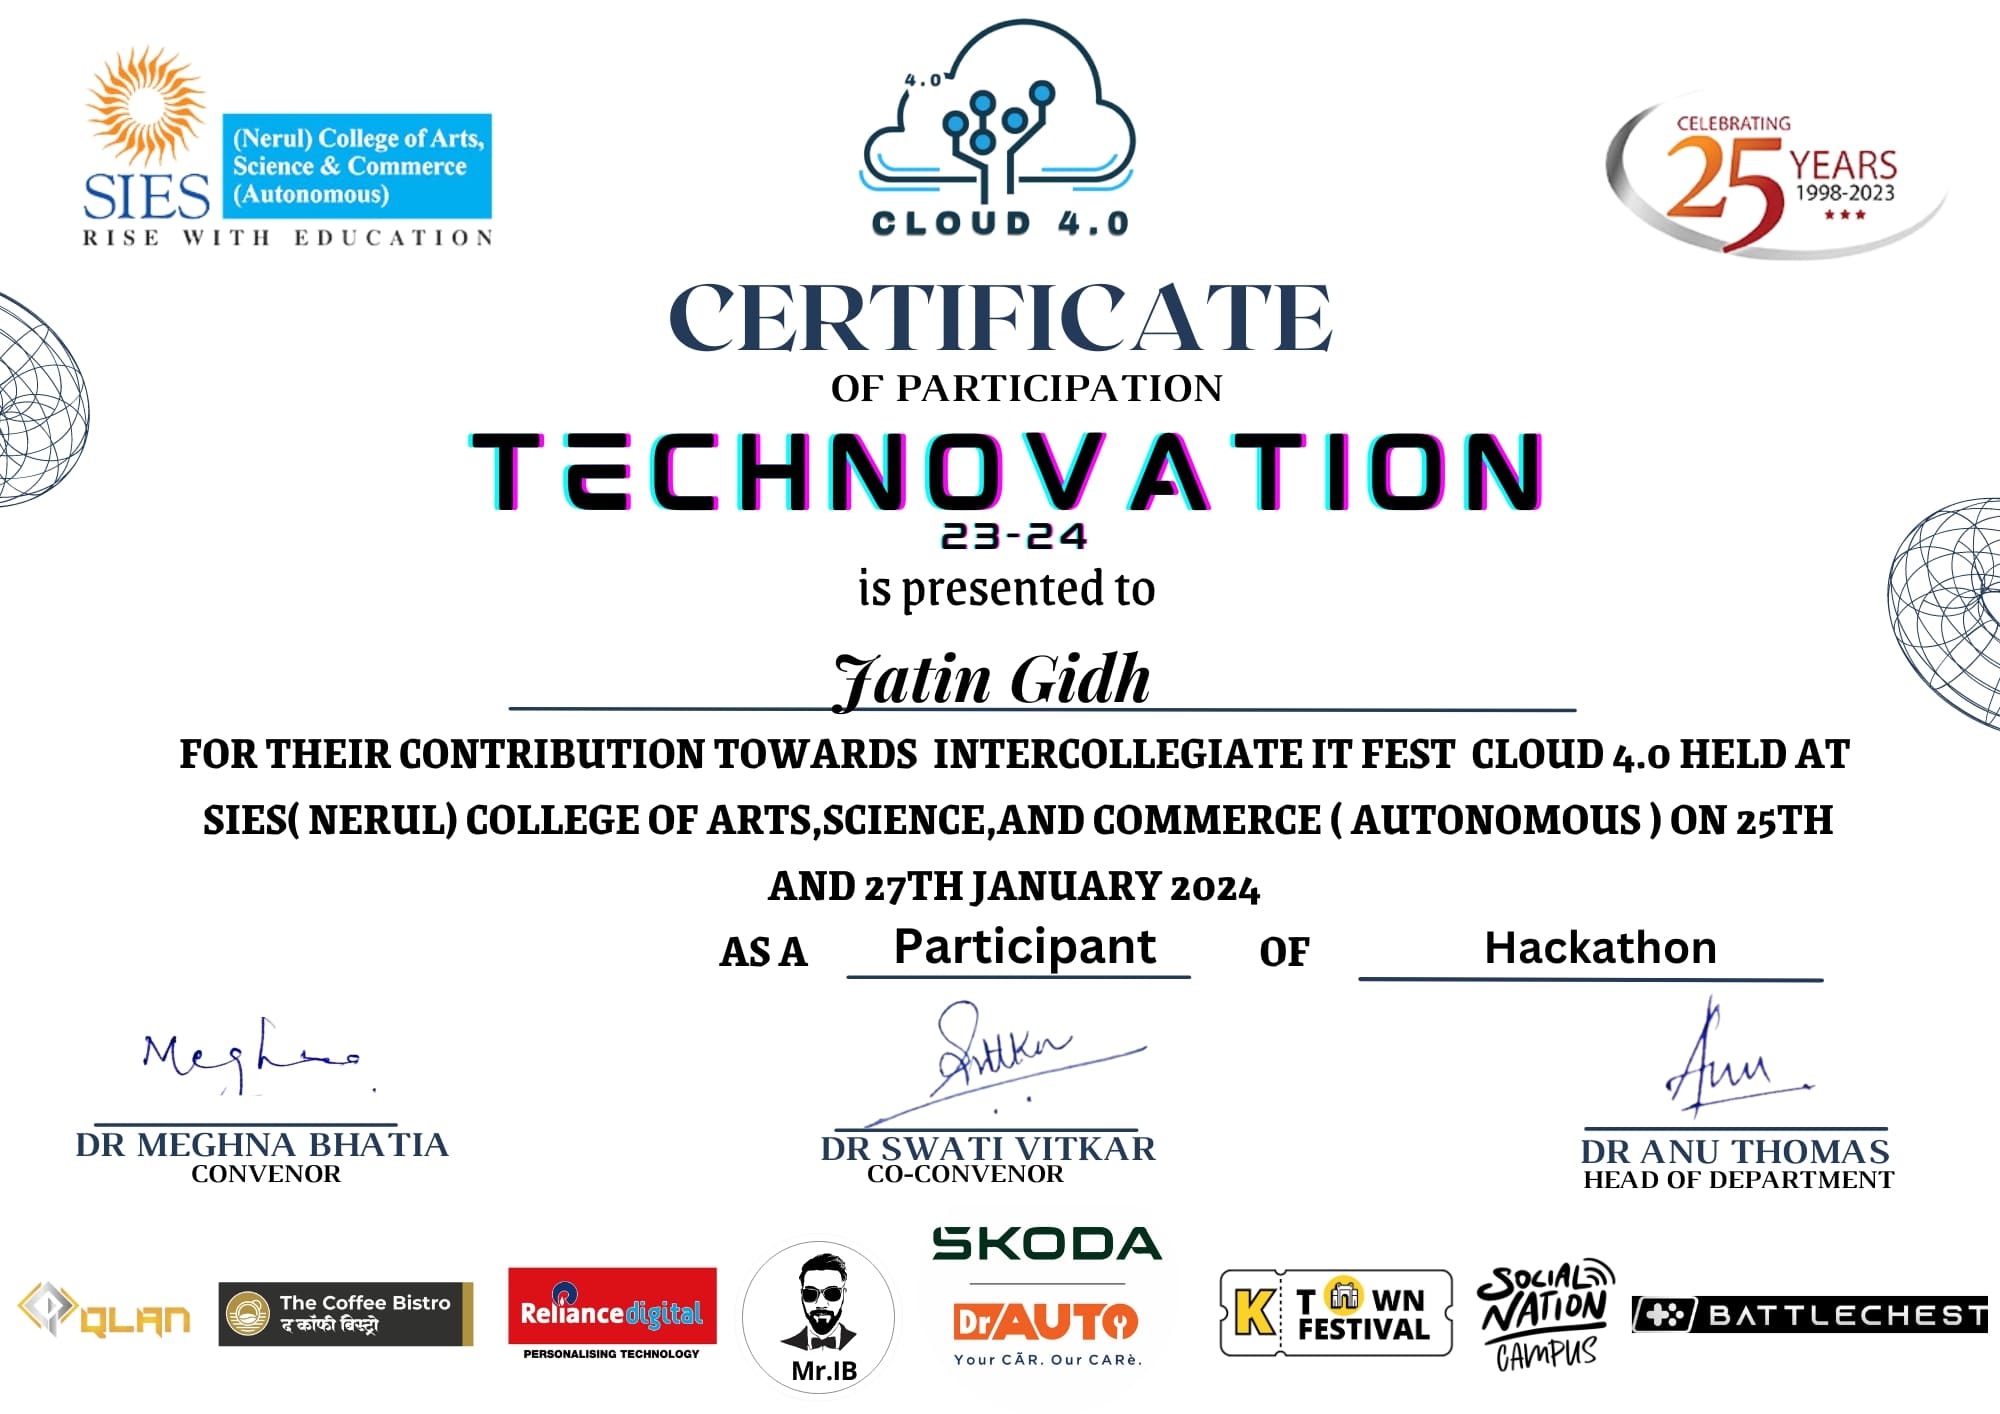 (Nerul) College of Arts,
Science & Commerce
(Autonomous)
SIES
RISE WITH EDUCATION
4.0
CLOUD 4.0
CELEBRATING
25 YEARS
1998-2023
CERTIFICATE
OF PARTICIPATION
TECHNOVATION
23-24
is presented to
Jatin Gidh
FOR THEIR CONTRIBUTION TOWARDS INTERCOLLEGIATE IT FEST CLOUD 4.0 HELD AT
SIES( NERUL) COLLEGE OF ARTS,SCIENCE,AND COMMERCE ( AUTONOMOUS ) ON 25TH
AND 27TH JANUARY 2024
AS A Participant OF Hackathon
Meghna
Anu
DR MEGHNA BHATIA
CONVENOR
DR SWATI VITKAR
CO-CONVENOR
DR ANU THOMAS
HEAD OF DEPARTMENT
QLAN
The Coffee Bistro
द कॉफी बिस्ट्रो
Reliance digital
PERSONALISING TECHNOLOGY
Mr.IB
SKODA
Dr AUTO
Your CÃR. Our CARè.
K TOWN
FESTIVAL
SOCIAL
NATION
CAMPUS
BATTLECHEST